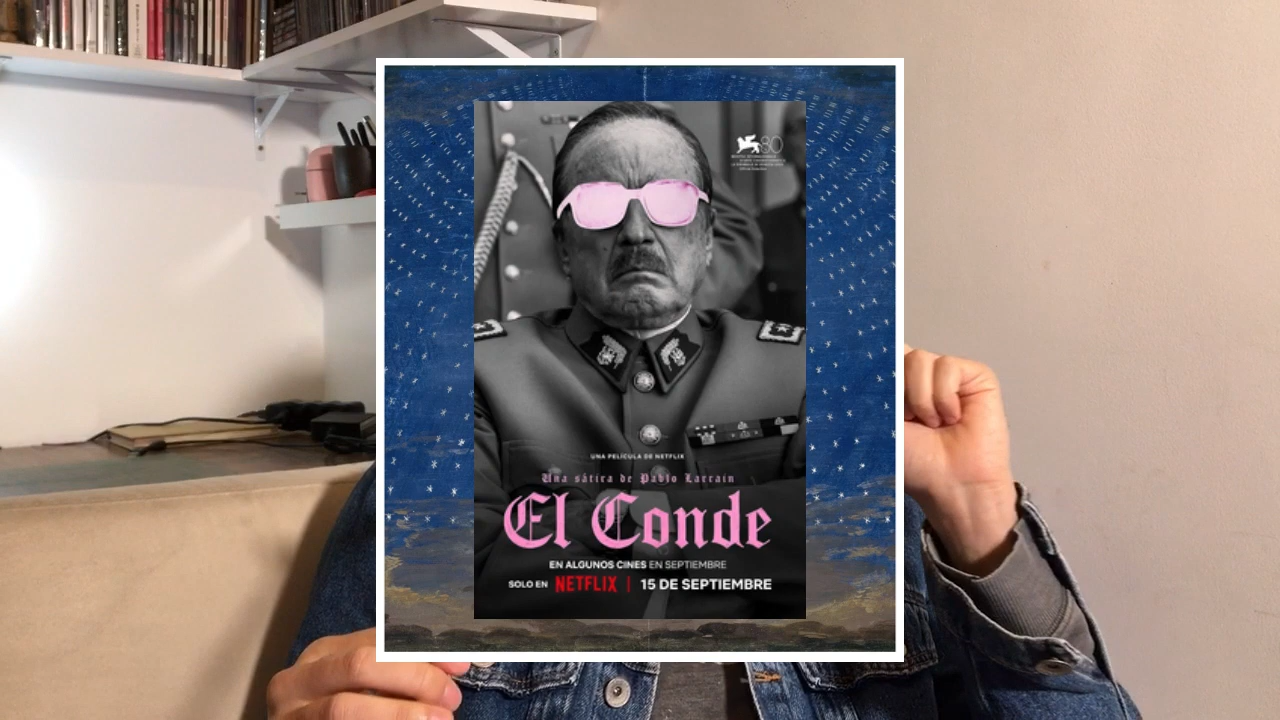 80
UNA PELÍCULA DE NETFLIX
Una sátira de Pablo Larraín
El Conde
EN ALGUNOS CINES EN SEPTIEMBRE
SOLO EN NETFLIX | 15 DE SEPTIEMBRE